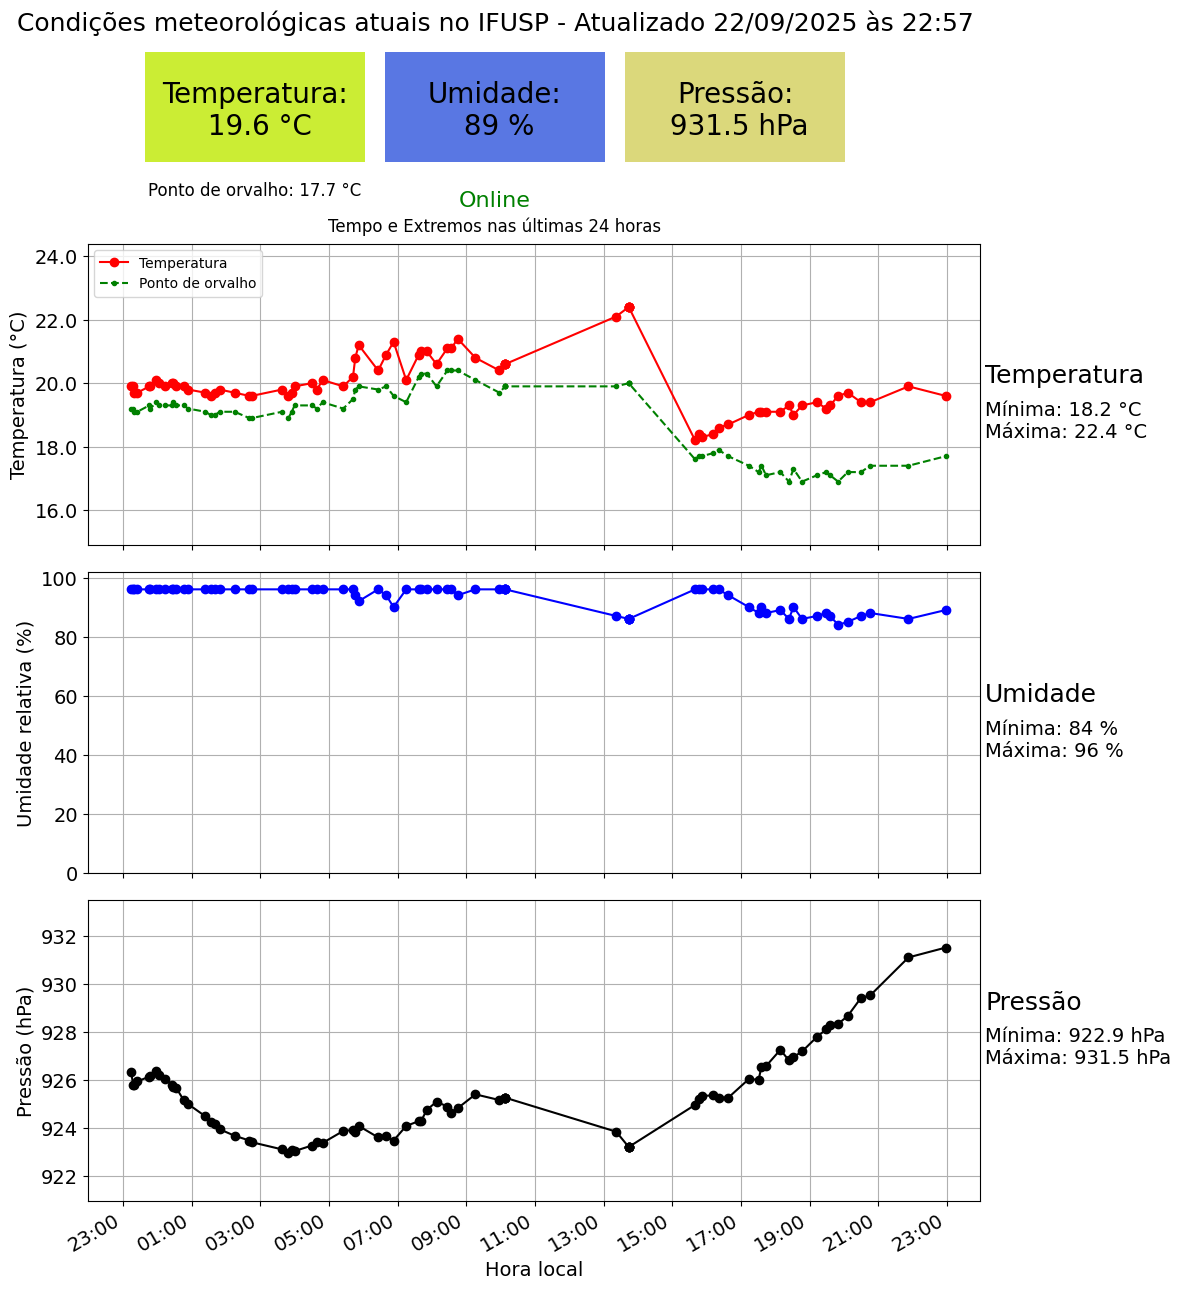 Condições meteorológicas atuais no IFUSP - Atualizado 22/09/2025 às 22:57
Temperatura:
19.6 °C
Umidade:
89 %
Pressão:
931.5 hPa
Ponto de orvalho: 17.7 °C
Online
Tempo e Extremos nas últimas 24 horas
Temperatura
Ponto de orvalho
Temperatura (°C)
24.0
22.0
20.0
18.0
16.0
Temperatura
Mínima: 18.2 °C
Máxima: 22.4 °C
Umidade relativa (%)
100
80
60
40
20
0
Umidade
Mínima: 84 %
Máxima: 96 %
Pressão (hPa)
932
930
928
926
924
922
Pressão
Mínima: 922.9 hPa
Máxima: 931.5 hPa
23:00 01:00 03:00 05:00 07:00 09:00 11:00 13:00 15:00 17:00 19:00 21:00 23:00
Hora local